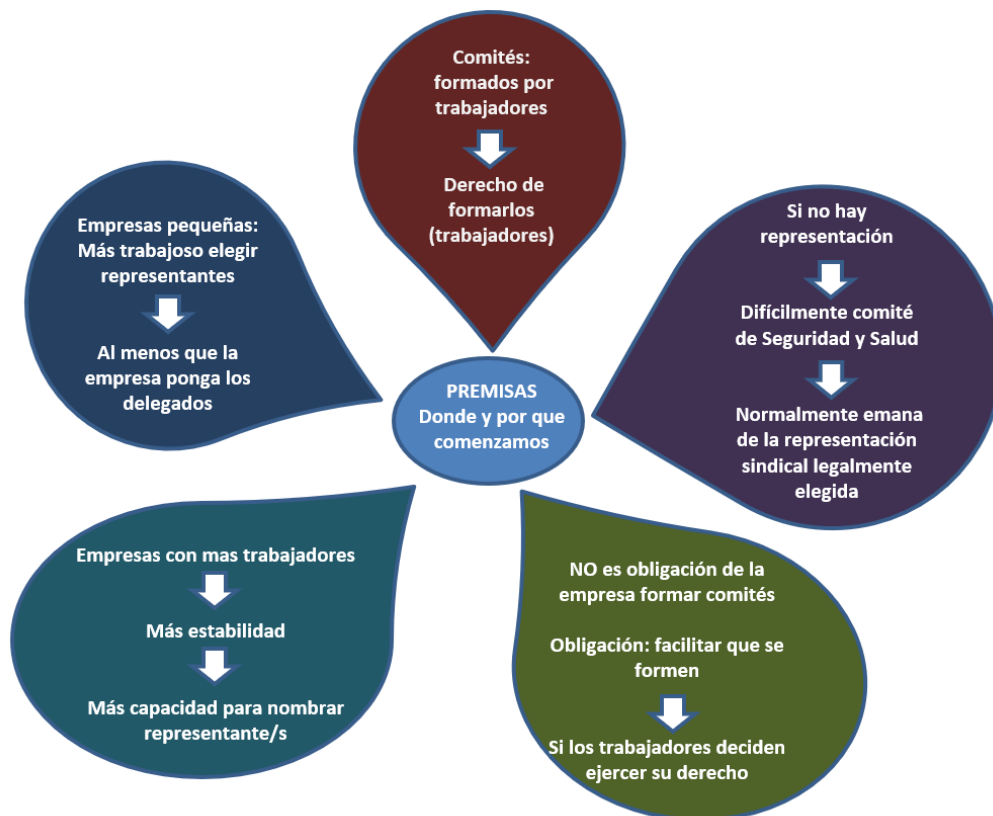 Comités:
formados por
trabajadores
Derecho de
formarlos
(trabajadores)
Empresas pequeñas:
Más trabajoso elegir
representantes
Al menos que la
empresa ponga los
delegados
Si no hay
representación
Difícilmente comité
de Seguridad y Salud
Normalmente emana
de la representación
sindical legalmente
elegida
PREMISAS
Donde y por que
comenzamos
Empresas con mas trabajadores
Más estabilidad
Más capacidad para nombrar
representante/s
NO es obligación de la
empresa formar comités
Obligación: facilitar que se
formen
Si los trabajadores deciden
ejercer su derecho